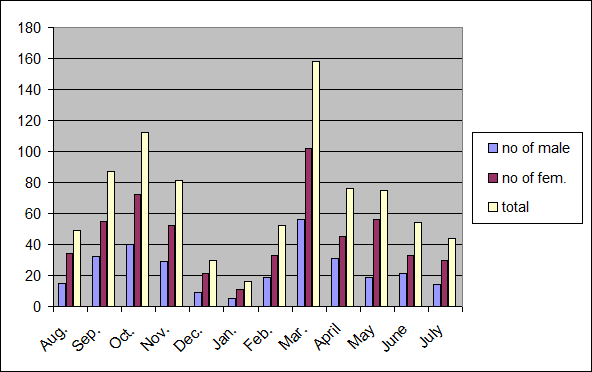 180
160
140
120
100
80
60
40
20
0
Aug. Sep. Oct. Nov. Dec. Jan. Feb. Mar. April May June July
no of male
no of fem.
total